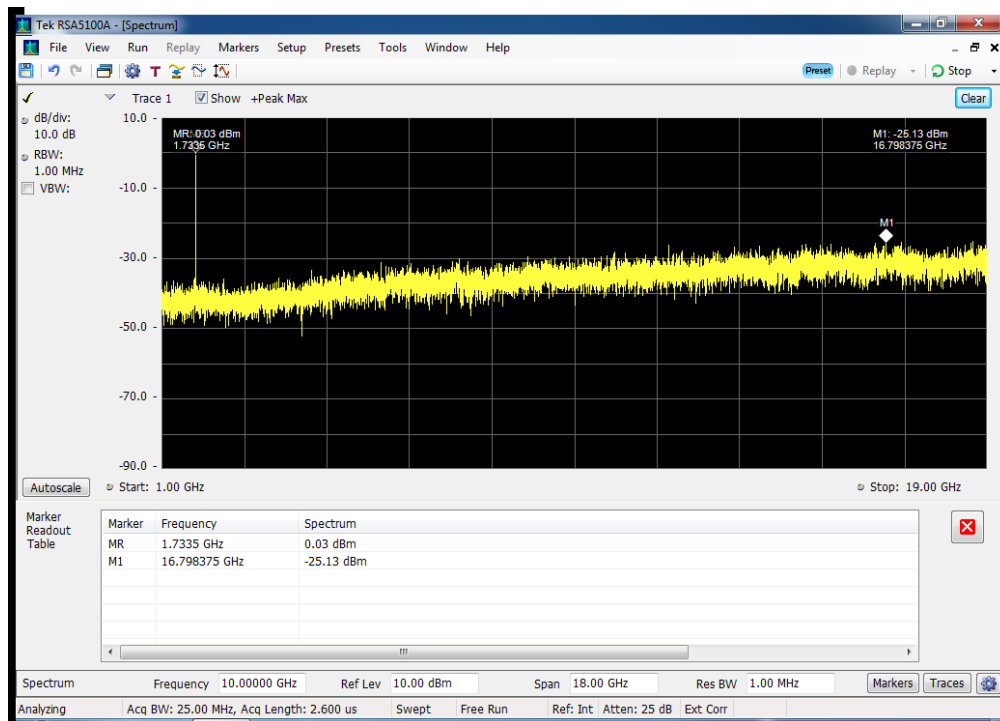 Tek RSA5100A - [Spectrum]
File View Run Replay Markers Setup Presets Tools Window Help
T Preset Replay Stop
Trace 1 Show +Peak Max Clear
dB/div:
10.0 dB
RBW:
1.00 MHz
VBW:
10.0
-10.0
-30.0
-50.0
-70.0
-90.0
MR: 0.03 dBm
1.7335 GHz
M1: -25.13 dBm
16.798375 GHz
M1
Autoscale Start: 1.00 GHz Stop: 19.00 GHz
Marker
Readout
Table
Marker Frequency Spectrum
MR 1.7335 GHz 0.03 dBm
M1 16.798375 GHz -25.13 dBm
Spectrum Frequency 10.00000 GHz Ref Lev 10.00 dBm Span 18.00 GHz Res BW 1.00 MHz Markers Traces
Analyzing Acq BW: 25.00 MHz, Acq Length: 2.600 us Swept Free Run Ref: Int Atten: 25 dB Ext Corr